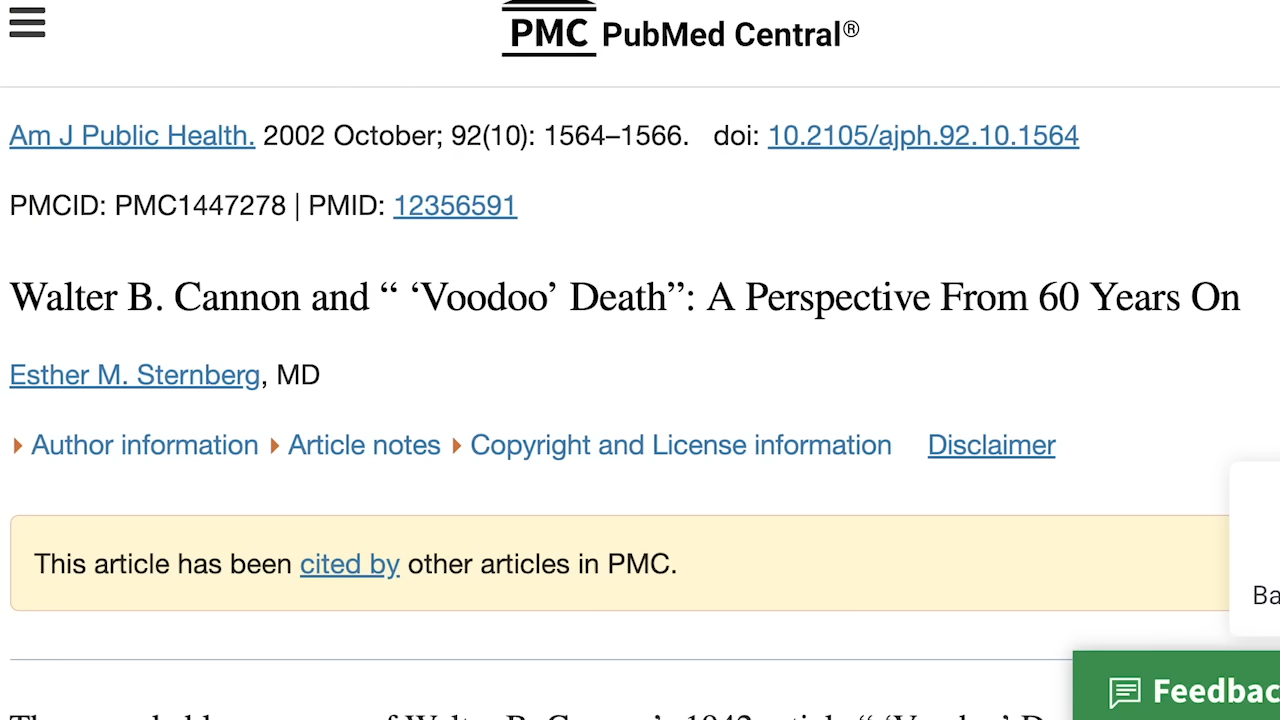 PMC PubMed Central®
Am J Public Health. 2002 October; 92(10): 1564–1566. doi: 10.2105/ajph.92.10.1564
PMCID: PMC1447278 | PMID: 12356591
Walter B. Cannon and “ ‘Voodoo’ Death”: A Perspective From 60 Years On
Esther M. Sternberg, MD
Author information Article notes Copyright and License information Disclaimer
This article has been cited by other articles in PMC.
Ba
Feedbac